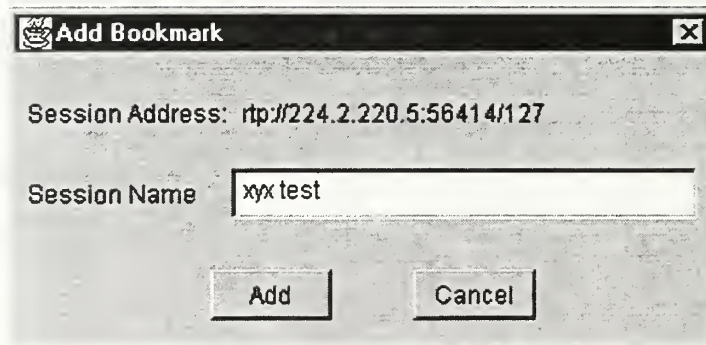 Add Bookmark
Session Address: rtp://224.2.220.5:56414/127
Session Name xyx test
Add Cancel